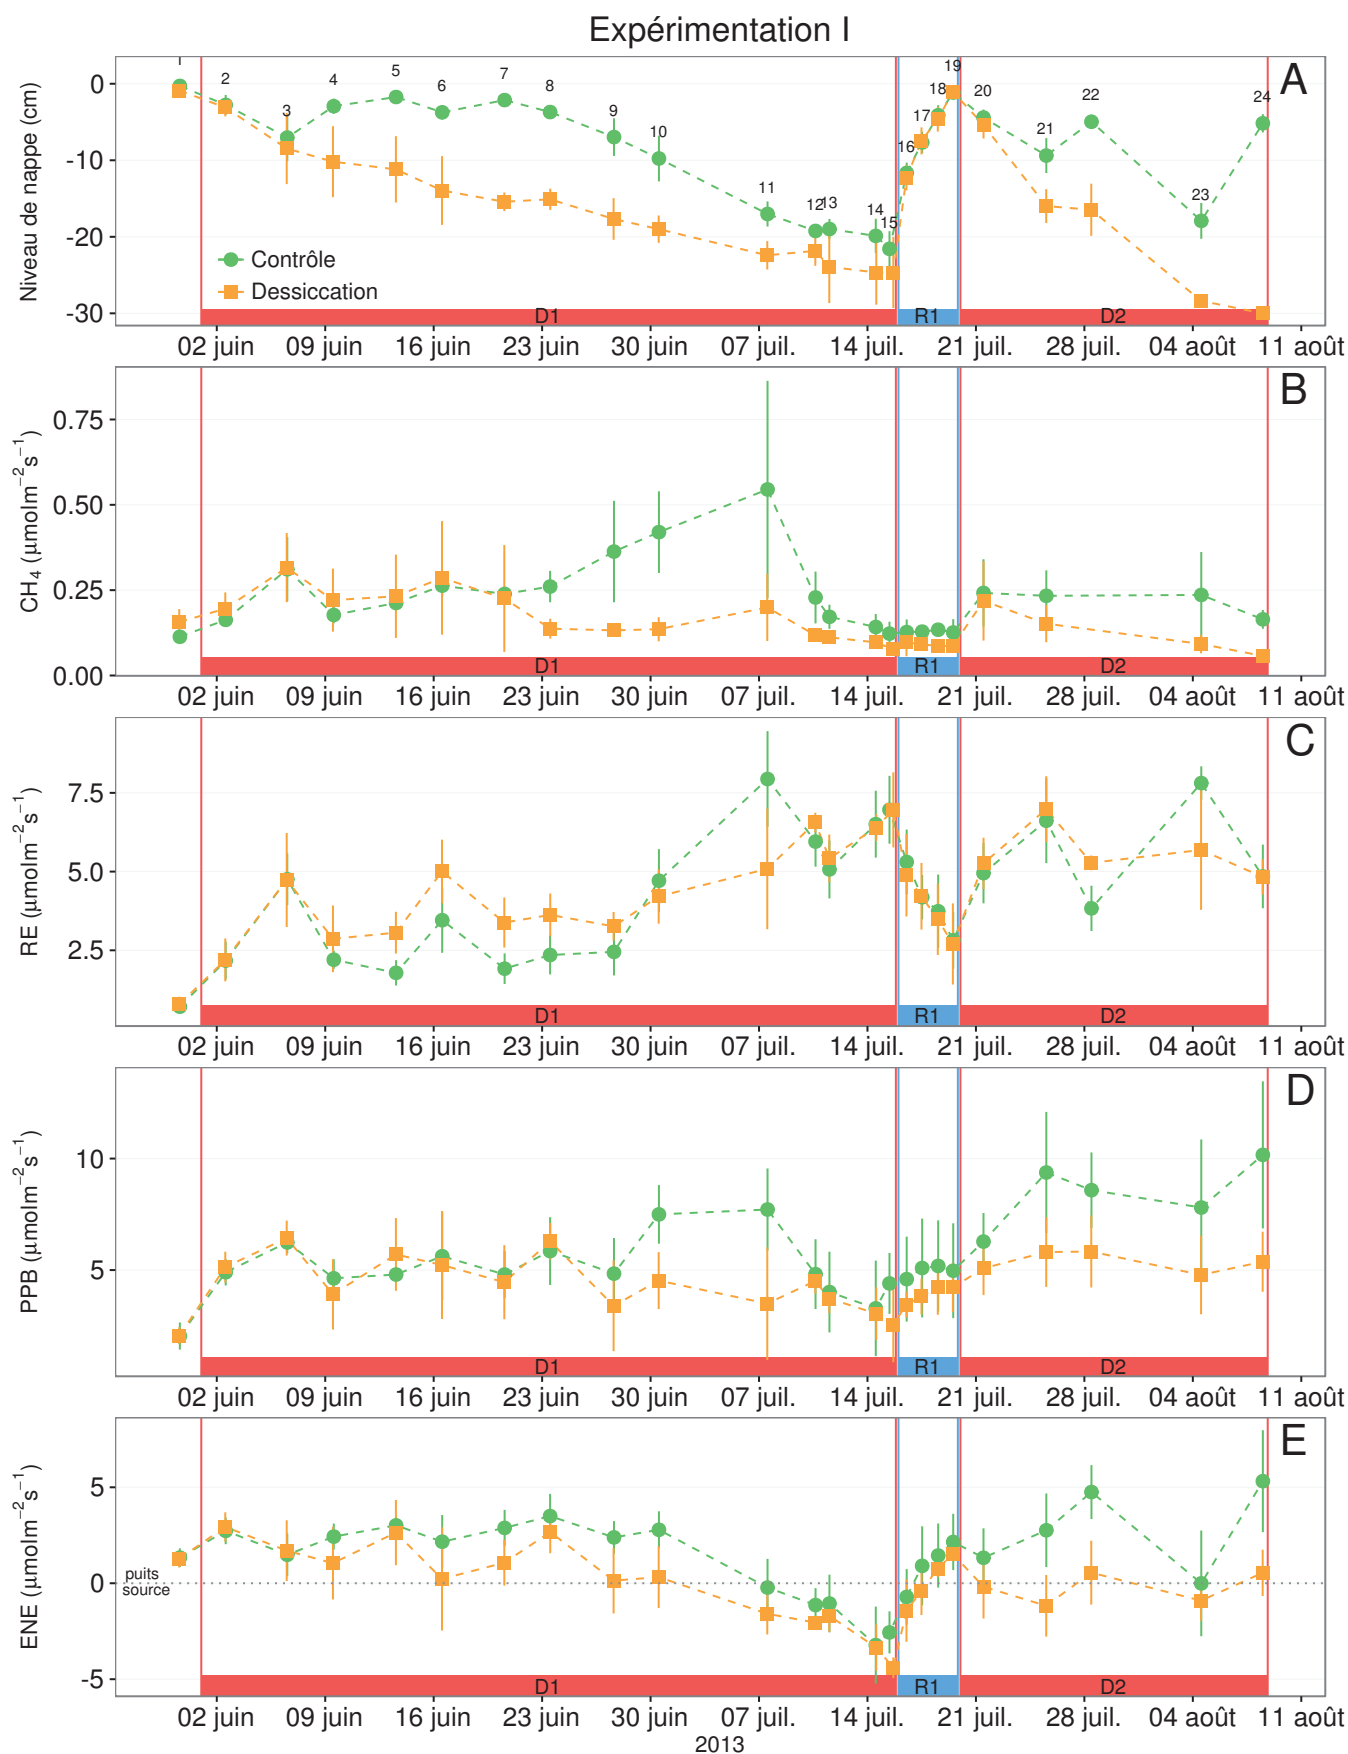 Expérimentation I
A
Niveau de nappe (cm)
0
-10
-20
-30
1 2 3 4 5 6 7 8 9 10 11 12 13 14 15 16 17 18 19 20 21 22 23 24
Contrôle
Dessiccation
D1 R1 D2
02 juin 09 juin 16 juin 23 juin 30 juin 07 juil. 14 juil. 21 juil. 28 juil. 04 août 11 août
B
CH₄ (μmolm⁻²s⁻¹)
0.75
0.50
0.25
0.00
D1 R1 D2
02 juin 09 juin 16 juin 23 juin 30 juin 07 juil. 14 juil. 21 juil. 28 juil. 04 août 11 août
C
RE (μmolm⁻²s⁻¹)
7.5
5.0
2.5
D1 R1 D2
02 juin 09 juin 16 juin 23 juin 30 juin 07 juil. 14 juil. 21 juil. 28 juil. 04 août 11 août
D
PPB (μmolm⁻²s⁻¹)
10
5
D1 R1 D2
02 juin 09 juin 16 juin 23 juin 30 juin 07 juil. 14 juil. 21 juil. 28 juil. 04 août 11 août
E
ENE (μmolm⁻²s⁻¹)
5
0
-5
puits
source
D1 R1 D2
02 juin 09 juin 16 juin 23 juin 30 juin 07 juil. 14 juil. 21 juil. 28 juil. 04 août 11 août
2013